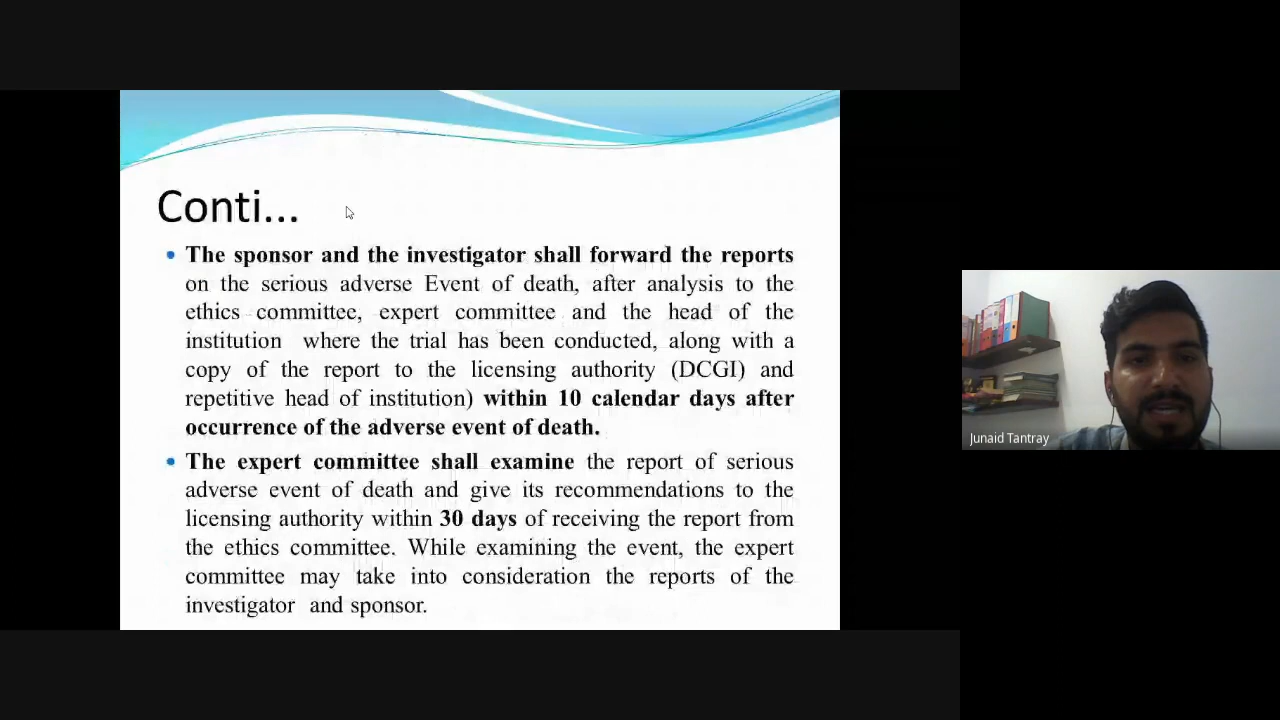 Conti...
• The sponsor and the investigator shall forward the reports
on the serious adverse Event of death, after analysis to the
ethics committee, expert committee and the head of the
institution where the trial has been conducted, along with a
copy of the report to the licensing authority (DCGI) and
repetitive head of institution) within 10 calendar days after
occurrence of the adverse event of death.
• The expert committee shall examine the report of serious
adverse event of death and give its recommendations to the
licensing authority within 30 days of receiving the report from
the ethics committee. While examining the event, the expert
committee may take into consideration the reports of the
investigator and sponsor.
Junaid Tantray